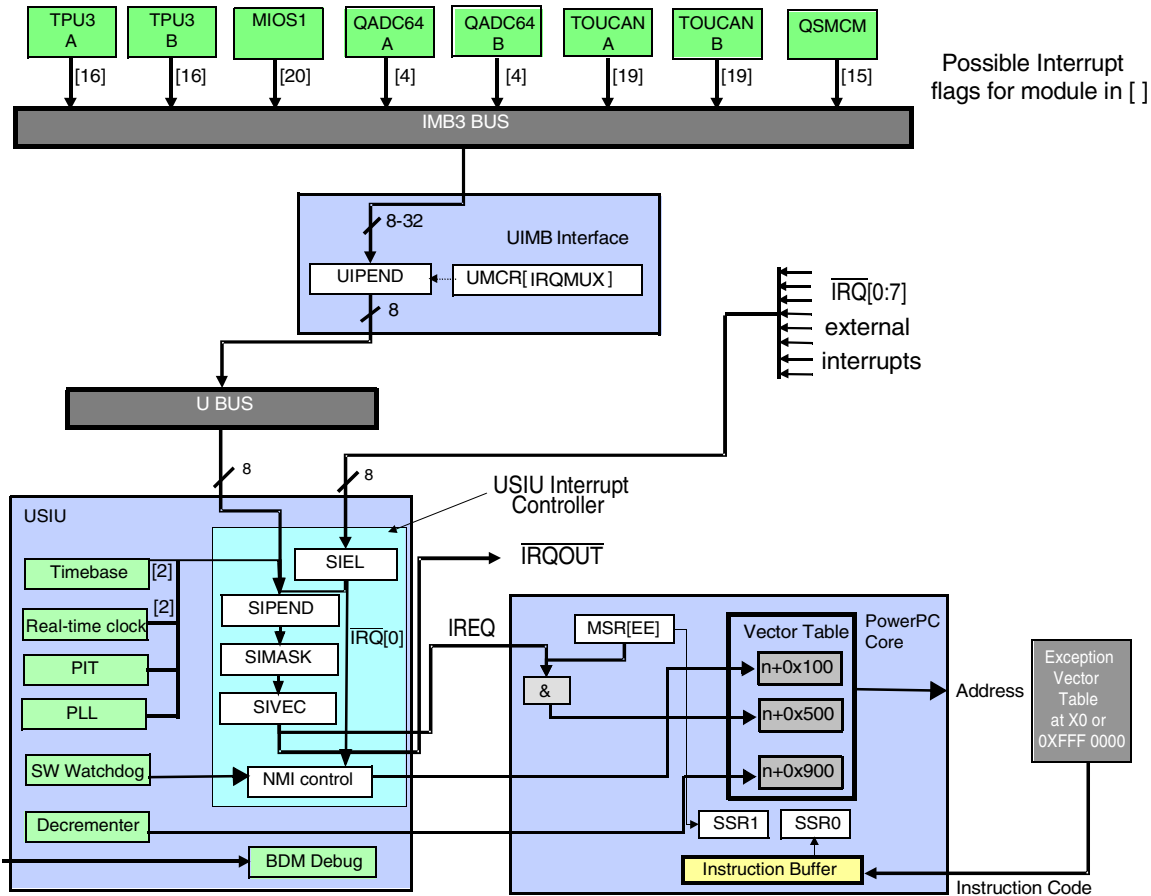 TPU3
A
TPU3
B
MIOS1
QADC64
A
QADC64
B
TOUCAN
A
TOUCAN
B
QSMCM
[16]
[16]
[20]
[4]
[4]
[19]
[19]
[15]
Possible Interrupt
flags for module in [ ]
IMB3 BUS
8-32
UIMB Interface
UIPEND
UMCR[IRQMUX]
8
IRQ[0:7]
external
interrupts
U BUS
8
8
USIU Interrupt
Controller
USIU
IRQOUT
SIEL
Timebase
[2]
[2]
Real-time clock
PIT
PLL
SIPEND
IRQ[0]
SIMASK
SIVEC
IREQ
SW Watchdog
NMI control
Decrementer
BDM Debug
MSR[EE]
&
Vector Table
PowerPC
Core
n+0x100
n+0x500
n+0x900
SSR1
SSR0
Instruction Buffer
Address
Exception
Vector
Table
at X0 or
0XFFF 0000
Instruction Code